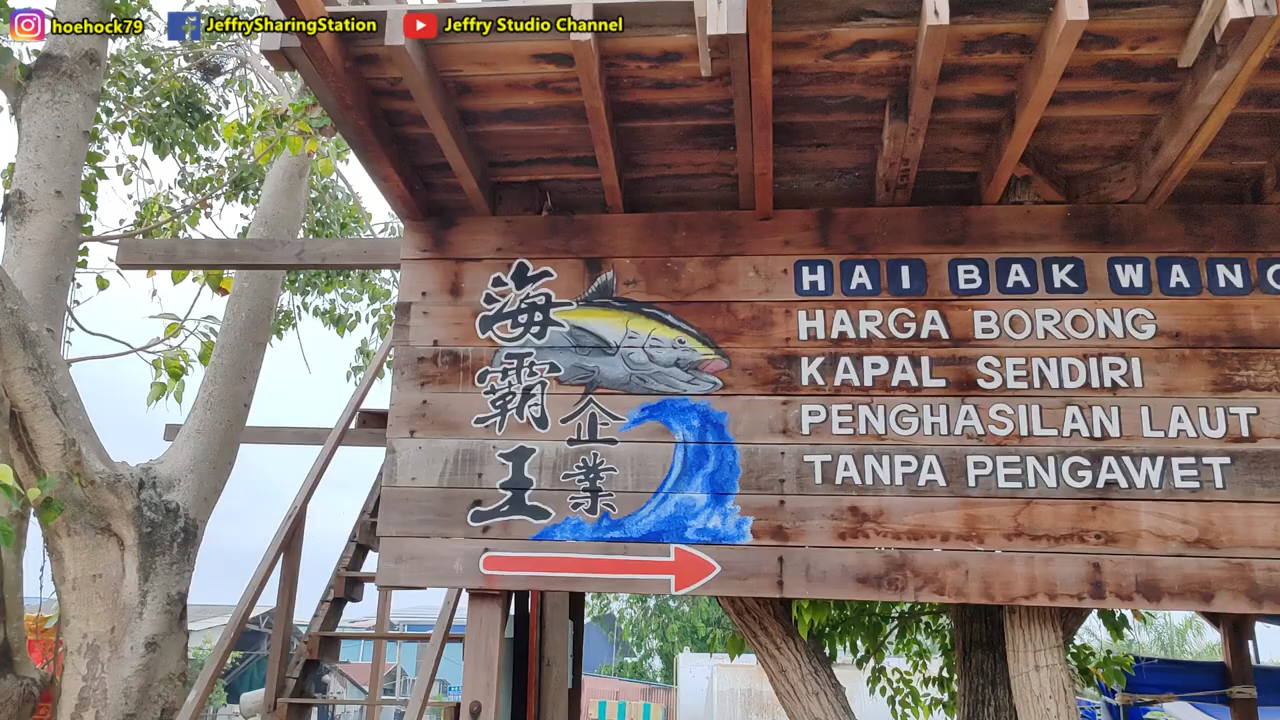 hoehock79 JeffrySharingStation Jeffry Studio Channel
海霸王
企業
HAI BAK WANG
HARGA BORONG
KAPAL SENDIRI
PENGHASILAN LAUT
TANPA PENGAWET